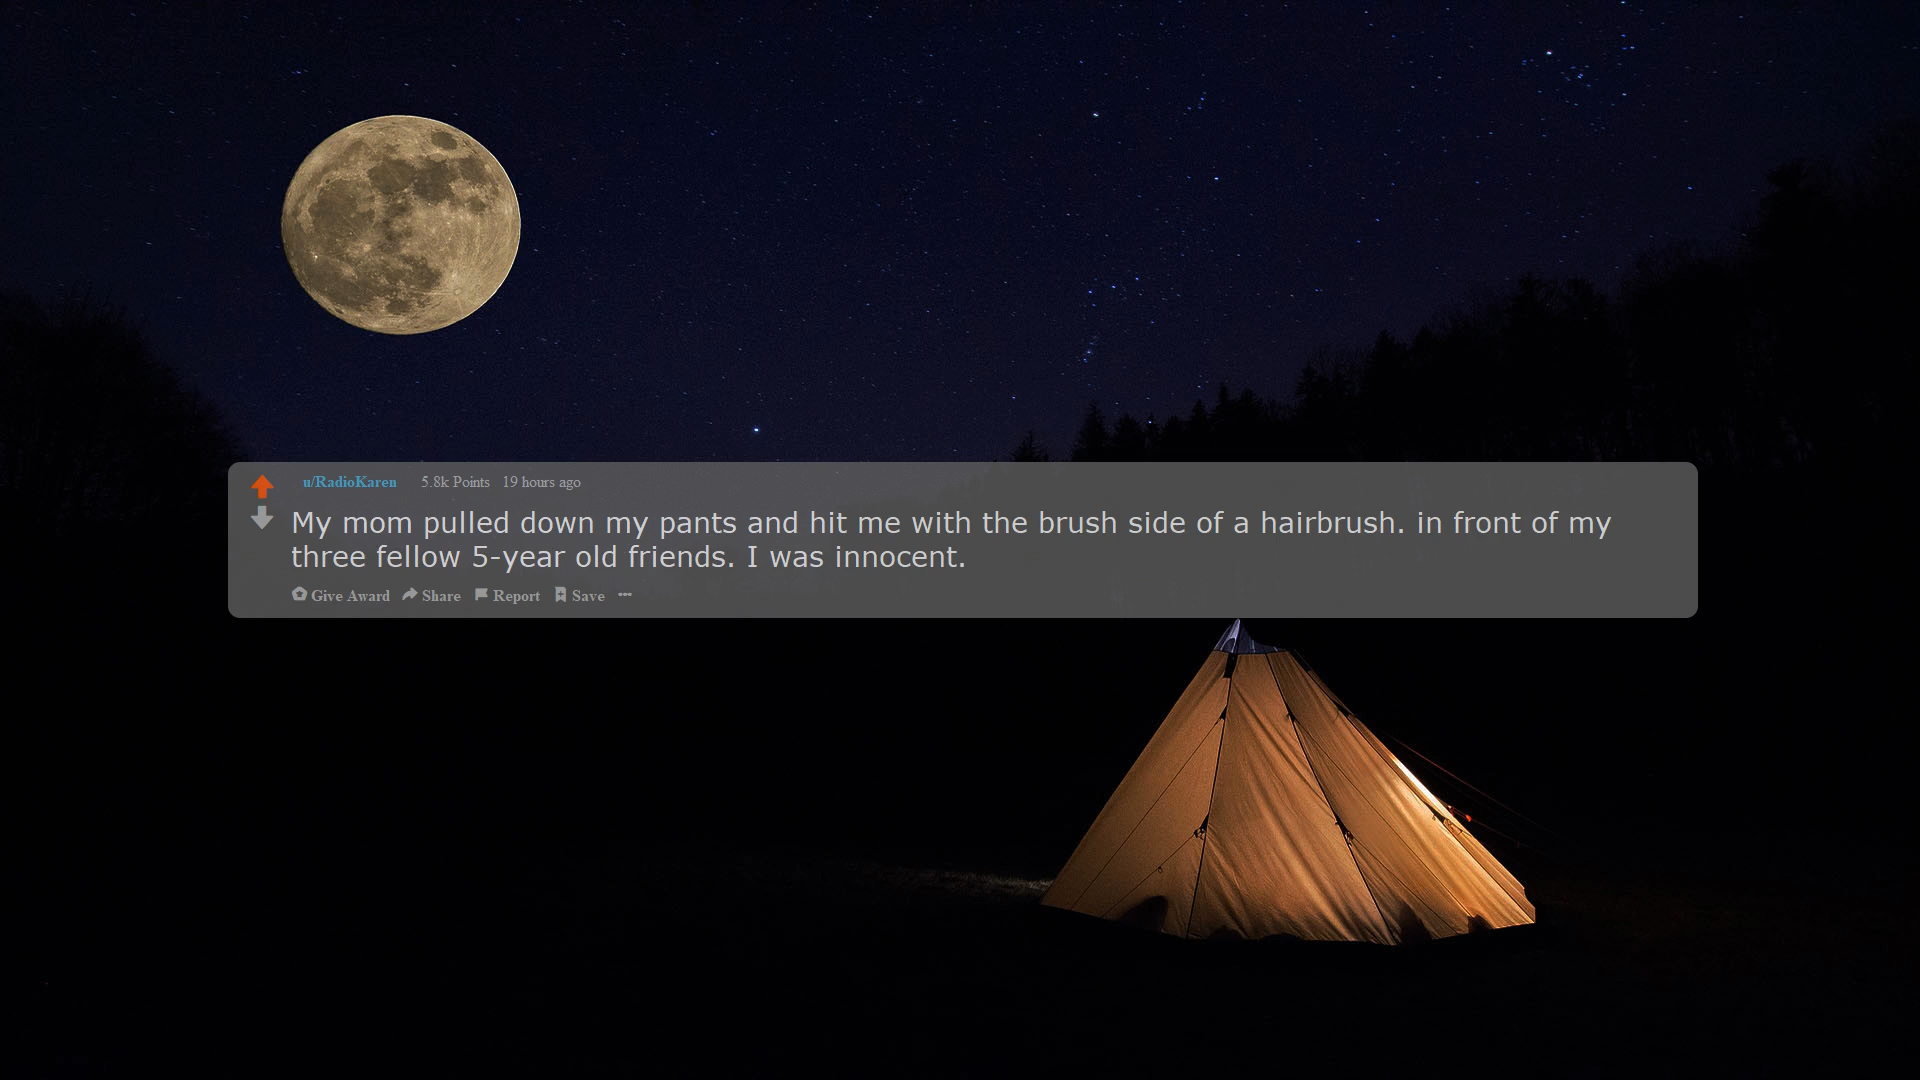 u/RadioKaren 5.8k Points 19 hours ago
My mom pulled down my pants and hit me with the brush side of a hairbrush. in front of my
three fellow 5-year old friends. I was innocent.
Give Award Share Report Save ···